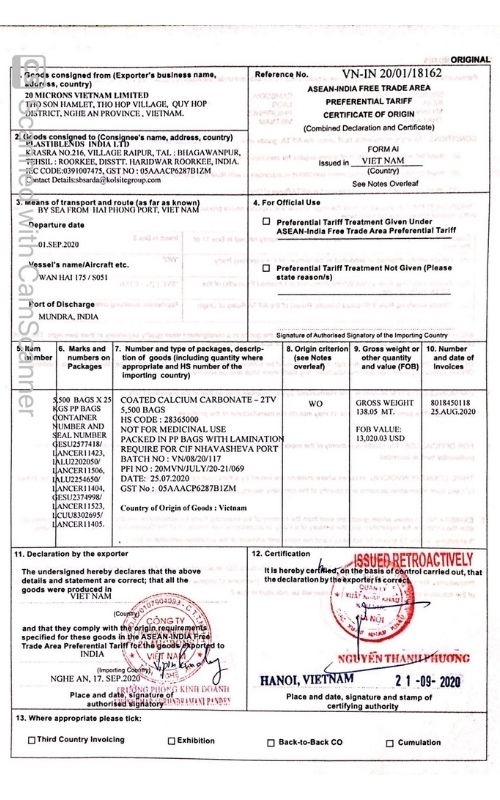 ORIGINAL
Goods consigned from (Exporter's business name,
address, country)
20 MICRONS VIETNAM LIMITED
THO SON HAMLET, THO HOP VILLAGE, QUY HOP
DISTRICT, NGHE AN PROVINCE, VIETNAM.
2. Goods consigned to (Consignee's name, address, country)
PLASTIBLENDS INDIA LTD
KHASRA NO.216, VILLAGE RAIPUR, TAL : BHAGAWANPUR,
TEHSIL : ROORKEE, DISSTT. HARIDWAR ROORKEE, INDIA.
IEC CODE:0391007475, GST NO : 05AAACP6287B1ZM
Contact Details:sbsarda@kolsitegroup.com
Reference No. VN-IN 20/01/18162
ASEAN-INDIA FREE TRADE AREA
PREFERENTIAL TARIFF
CERTIFICATE OF ORIGIN
(Combined Declaration and Certificate)
FORM AI
Issued in VIET NAM
(Country)
See Notes Overleaf
3. Means of transport and route (as far as known)
BY SEA FROM HAI PHONG PORT, VIET NAM
Departure date
01.SEP.2020
Vessel's name/Aircraft etc.
WAN HAI 175 / S051
Port of Discharge
MUNDRA, INDIA
4. For Official Use
Preferential Tariff Treatment Given Under
ASEAN-India Free Trade Area Preferential Tariff
Preferential Tariff Treatment Not Given (Please
state reason/s)
Signature of Authorised Signatory of the Importing Country
5. Item
number
6. Marks and
numbers on
Packages
7. Number and type of packages, descrip-
tion of goods (including quantity where
appropriate and HS number of the
importing country)
8. Origin criterion
(see Notes
overleaf)
9. Gross weight or
other quantity
and value (FOB)
10. Number
and date of
Invoices
5,500 BAGS X 25
KGS PP BAGS
CONTAINER
NUMBER AND
SEAL NUMBER
GESU2577418/
LANCER11423,
IALU2202050/
LANCER11506,
IALU2254650/
LANCER11404,
GESU2374998/
LANCER11523,
CUU8302695/
LANCER11405.
COATED CALCIUM CARBONATE – 2TV
5,500 BAGS
HS CODE : 28365000
NOT FOR MEDICINAL USE
PACKED IN PP BAGS WITH LAMINATION
REQUIRE FOR CIF NHAVASHEVA PORT
BATCH NO : VN/08/20/117
PFI NO : 20MVN/JULY/20-21/069
DATE: 25.07.2020
GST No : 05AAACP6287B1ZM
Country of Origin of Goods : Vietnam
WO
GROSS WEIGHT
138.05 MT.
FOB VALUE:
13,020.03 USD
8018450118
25.AUG.2020
11. Declaration by the exporter
The undersigned hereby declares that the above
details and statement are correct; that all the
goods were produced in
VIET NAM
(Country)
and that they comply with the origin requirements
specified for these goods in the ASEAN-INDIA Free
Trade Area Preferential Tariff for the goods exported to
INDIA
(Importing Country)
NGHE AN, 17. SEP.2020
Place and date, signature of
authorised signatory
CÔNG TY
VIỆT NAM
TRƯỞNG PHÒNG KINH DOANH
CHANDRAMANI PANDEY
12. Certification
ISSUED RETROACTIVELY
It is hereby certified, on the basis of control carried out, that
the declaration by the exporter is correct.
HÀ NỘI
NGUYỄN THANH PHƯƠNG
HANOI, VIETNAM 21-09-2020
Place and date, signature and stamp of
certifying authority
13. Where appropriate please tick:
Third Country Invoicing
Exhibition
Back-to-Back CO
Cumulation
Scanned with CamScanner